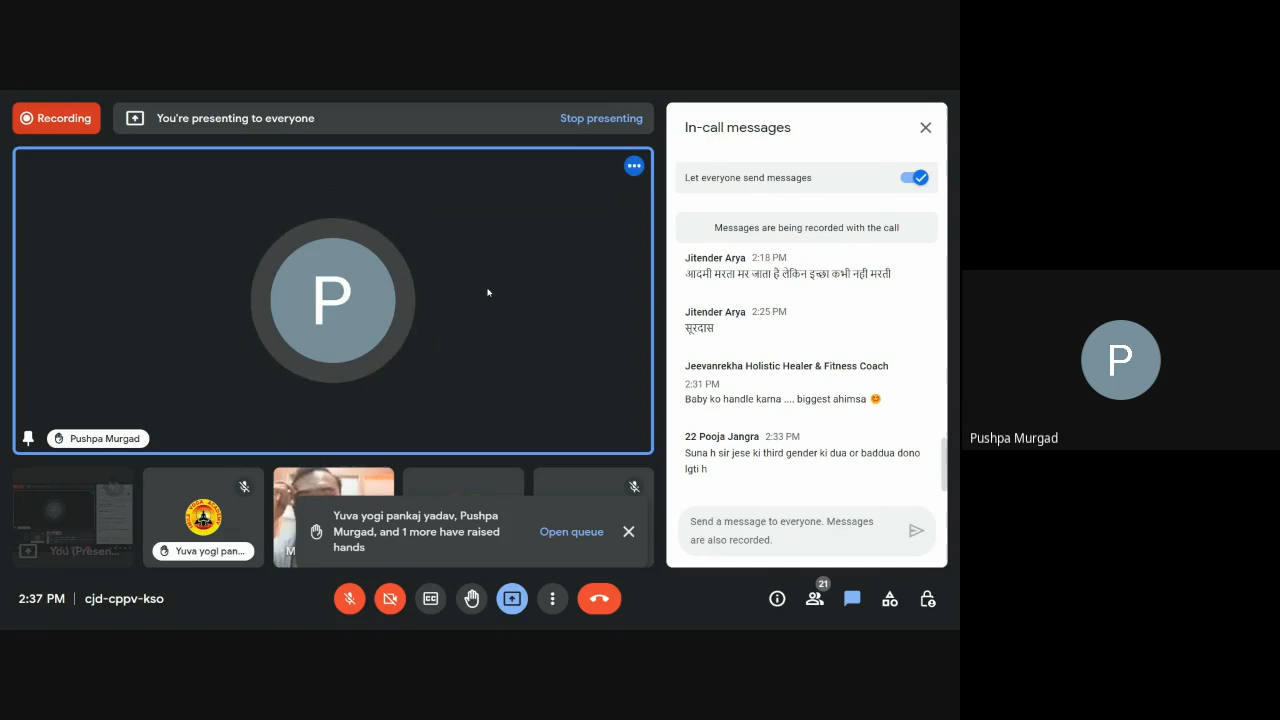 Recording
You're presenting to everyone
Stop presenting
P
Pushpa Murgad
In-call messages
Let everyone send messages
Messages are being recorded with the call
Jitender Arya 2:18 PM
आदमी मरता मर जाता है लेकिन इच्छा कभी नही मरती
Jitender Arya 2:25 PM
सूरदास
Jeevanrekha Holistic Healer & Fitness Coach
2:31 PM
Baby ko handle karna .... biggest ahimsa 😊
22 Pooja Jangra 2:33 PM
Suna h sir jese ki third gender ki dua or baddua dono
lgti h
Send a message to everyone. Messages
are also recorded.
You (Presen...
Yuva yogi pan...
M
Yuva yogi pankaj yadav, Pushpa
Murgad, and 1 more have raised
hands
Open queue
2:37 PM | cjd-cppv-kso
21
P
Pushpa Murgad